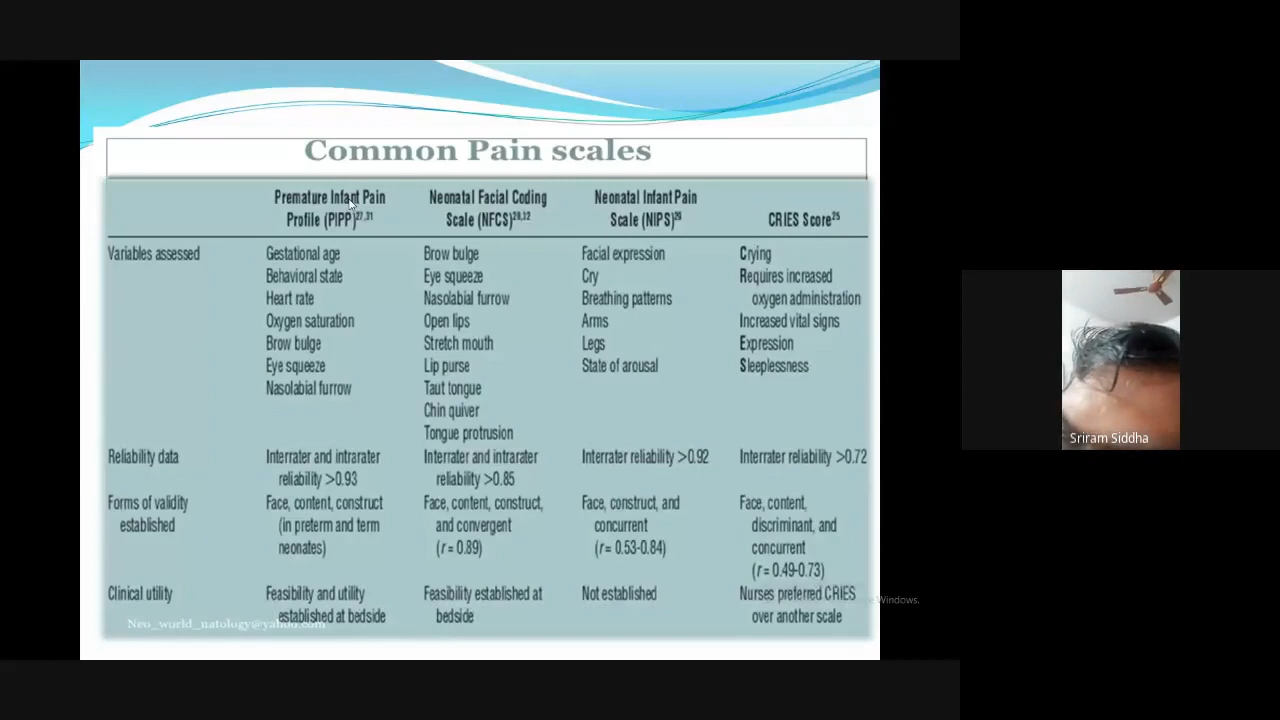 Common Pain scales
Premature Infant Pain Profile (PIPP)27,31
Neonatal Facial Coding Scale (NFCS)28,32
Neonatal Infant Pain Scale (NIPS)29
CRIES Score25
Variables assessed
Gestational age
Behavioral state
Heart rate
Oxygen saturation
Brow bulge
Eye squeeze
Nasolabial furrow
Brow bulge
Eye squeeze
Nasolabial furrow
Open lips
Stretch mouth
Lip purse
Taut tongue
Chin quiver
Tongue protrusion
Facial expression
Cry
Breathing patterns
Arms
Legs
State of arousal
Crying
Requires increased
oxygen administration
Increased vital signs
Expression
Sleeplessness
Reliability data
Interrater and intrarater
reliability >0.93
Interrater and intrarater
reliability >0.85
Interrater reliability >0.92
Interrater reliability >0.72
Forms of validity
established
Face, content, construct
(in preterm and term
neonates)
Face, content, construct,
and convergent
(r = 0.89)
Face, construct, and
concurrent
(r = 0.53-0.84)
Face, content,
discriminant, and
concurrent
(r = 0.49-0.73)
Clinical utility
Feasibility and utility
established at bedside
Feasibility established at
bedside
Not established
Nurses preferred CRIES
over another scale
Neo_world_natology@yahoo.com
Windows.
Sriram Siddha